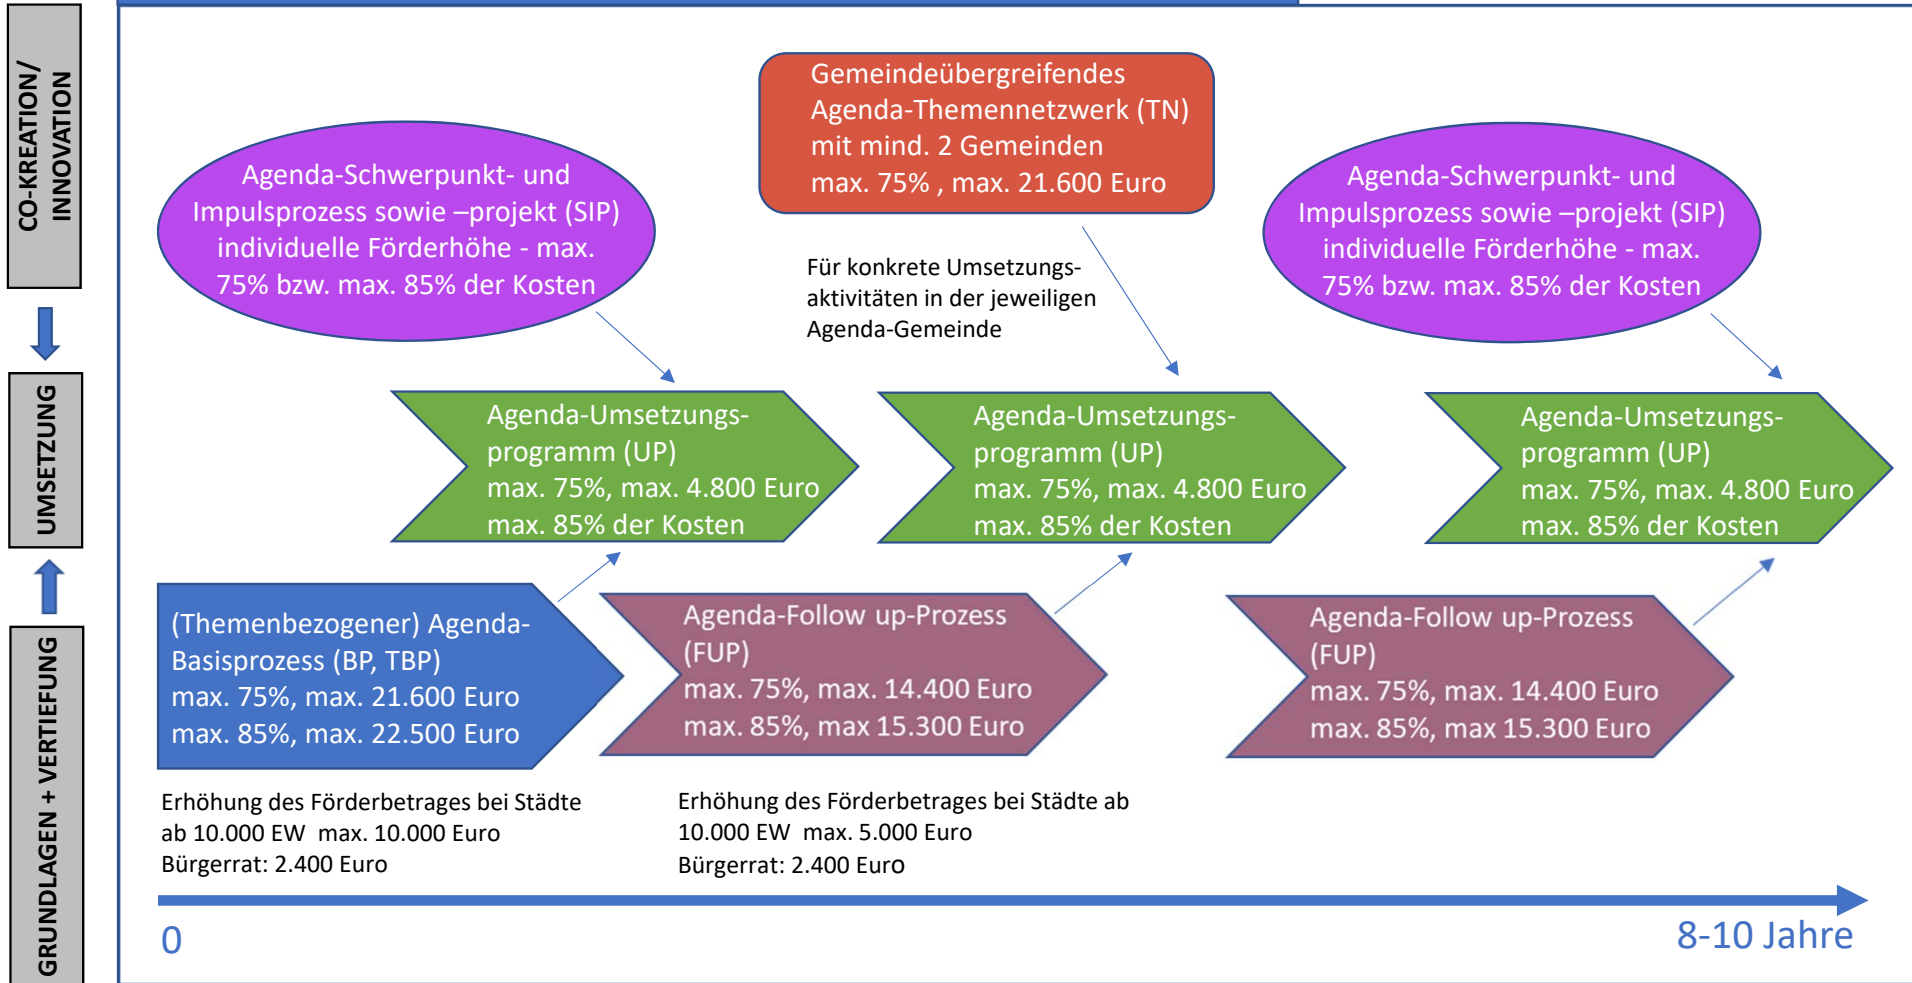 CO-KREATION/
INNOVATION
UMSETZUNG
GRUNDLAGEN + VERTIEFUNG
Agenda-Schwerpunkt- und
Impulsprozess sowie –projekt (SIP)
individuelle Förderhöhe - max.
75% bzw. max. 85% der Kosten
Gemeindeübergreifendes
Agenda-Themennetzwerk (TN)
mit mind. 2 Gemeinden
max. 75% , max. 21.600 Euro
Für konkrete Umsetzungs-
aktivitäten in der jeweiligen
Agenda-Gemeinde
Agenda-Schwerpunkt- und
Impulsprozess sowie –projekt (SIP)
individuelle Förderhöhe - max.
75% bzw. max. 85% der Kosten
Agenda-Umsetzungs-
programm (UP)
max. 75%, max. 4.800 Euro
max. 85% der Kosten
Agenda-Umsetzungs-
programm (UP)
max. 75%, max. 4.800 Euro
max. 85% der Kosten
Agenda-Umsetzungs-
programm (UP)
max. 75%, max. 4.800 Euro
max. 85% der Kosten
(Themenbezogener) Agenda-
Basisprozess (BP, TBP)
max. 75%, max. 21.600 Euro
max. 85%, max. 22.500 Euro
Agenda-Follow up-Prozess
(FUP)
max. 75%, max. 14.400 Euro
max. 85%, max 15.300 Euro
Agenda-Follow up-Prozess
(FUP)
max. 75%, max. 14.400 Euro
max. 85%, max 15.300 Euro
Erhöhung des Förderbetrages bei Städte
ab 10.000 EW max. 10.000 Euro
Bürgerrat: 2.400 Euro
Erhöhung des Förderbetrages bei Städte ab
10.000 EW max. 5.000 Euro
Bürgerrat: 2.400 Euro
0
8-10 Jahre